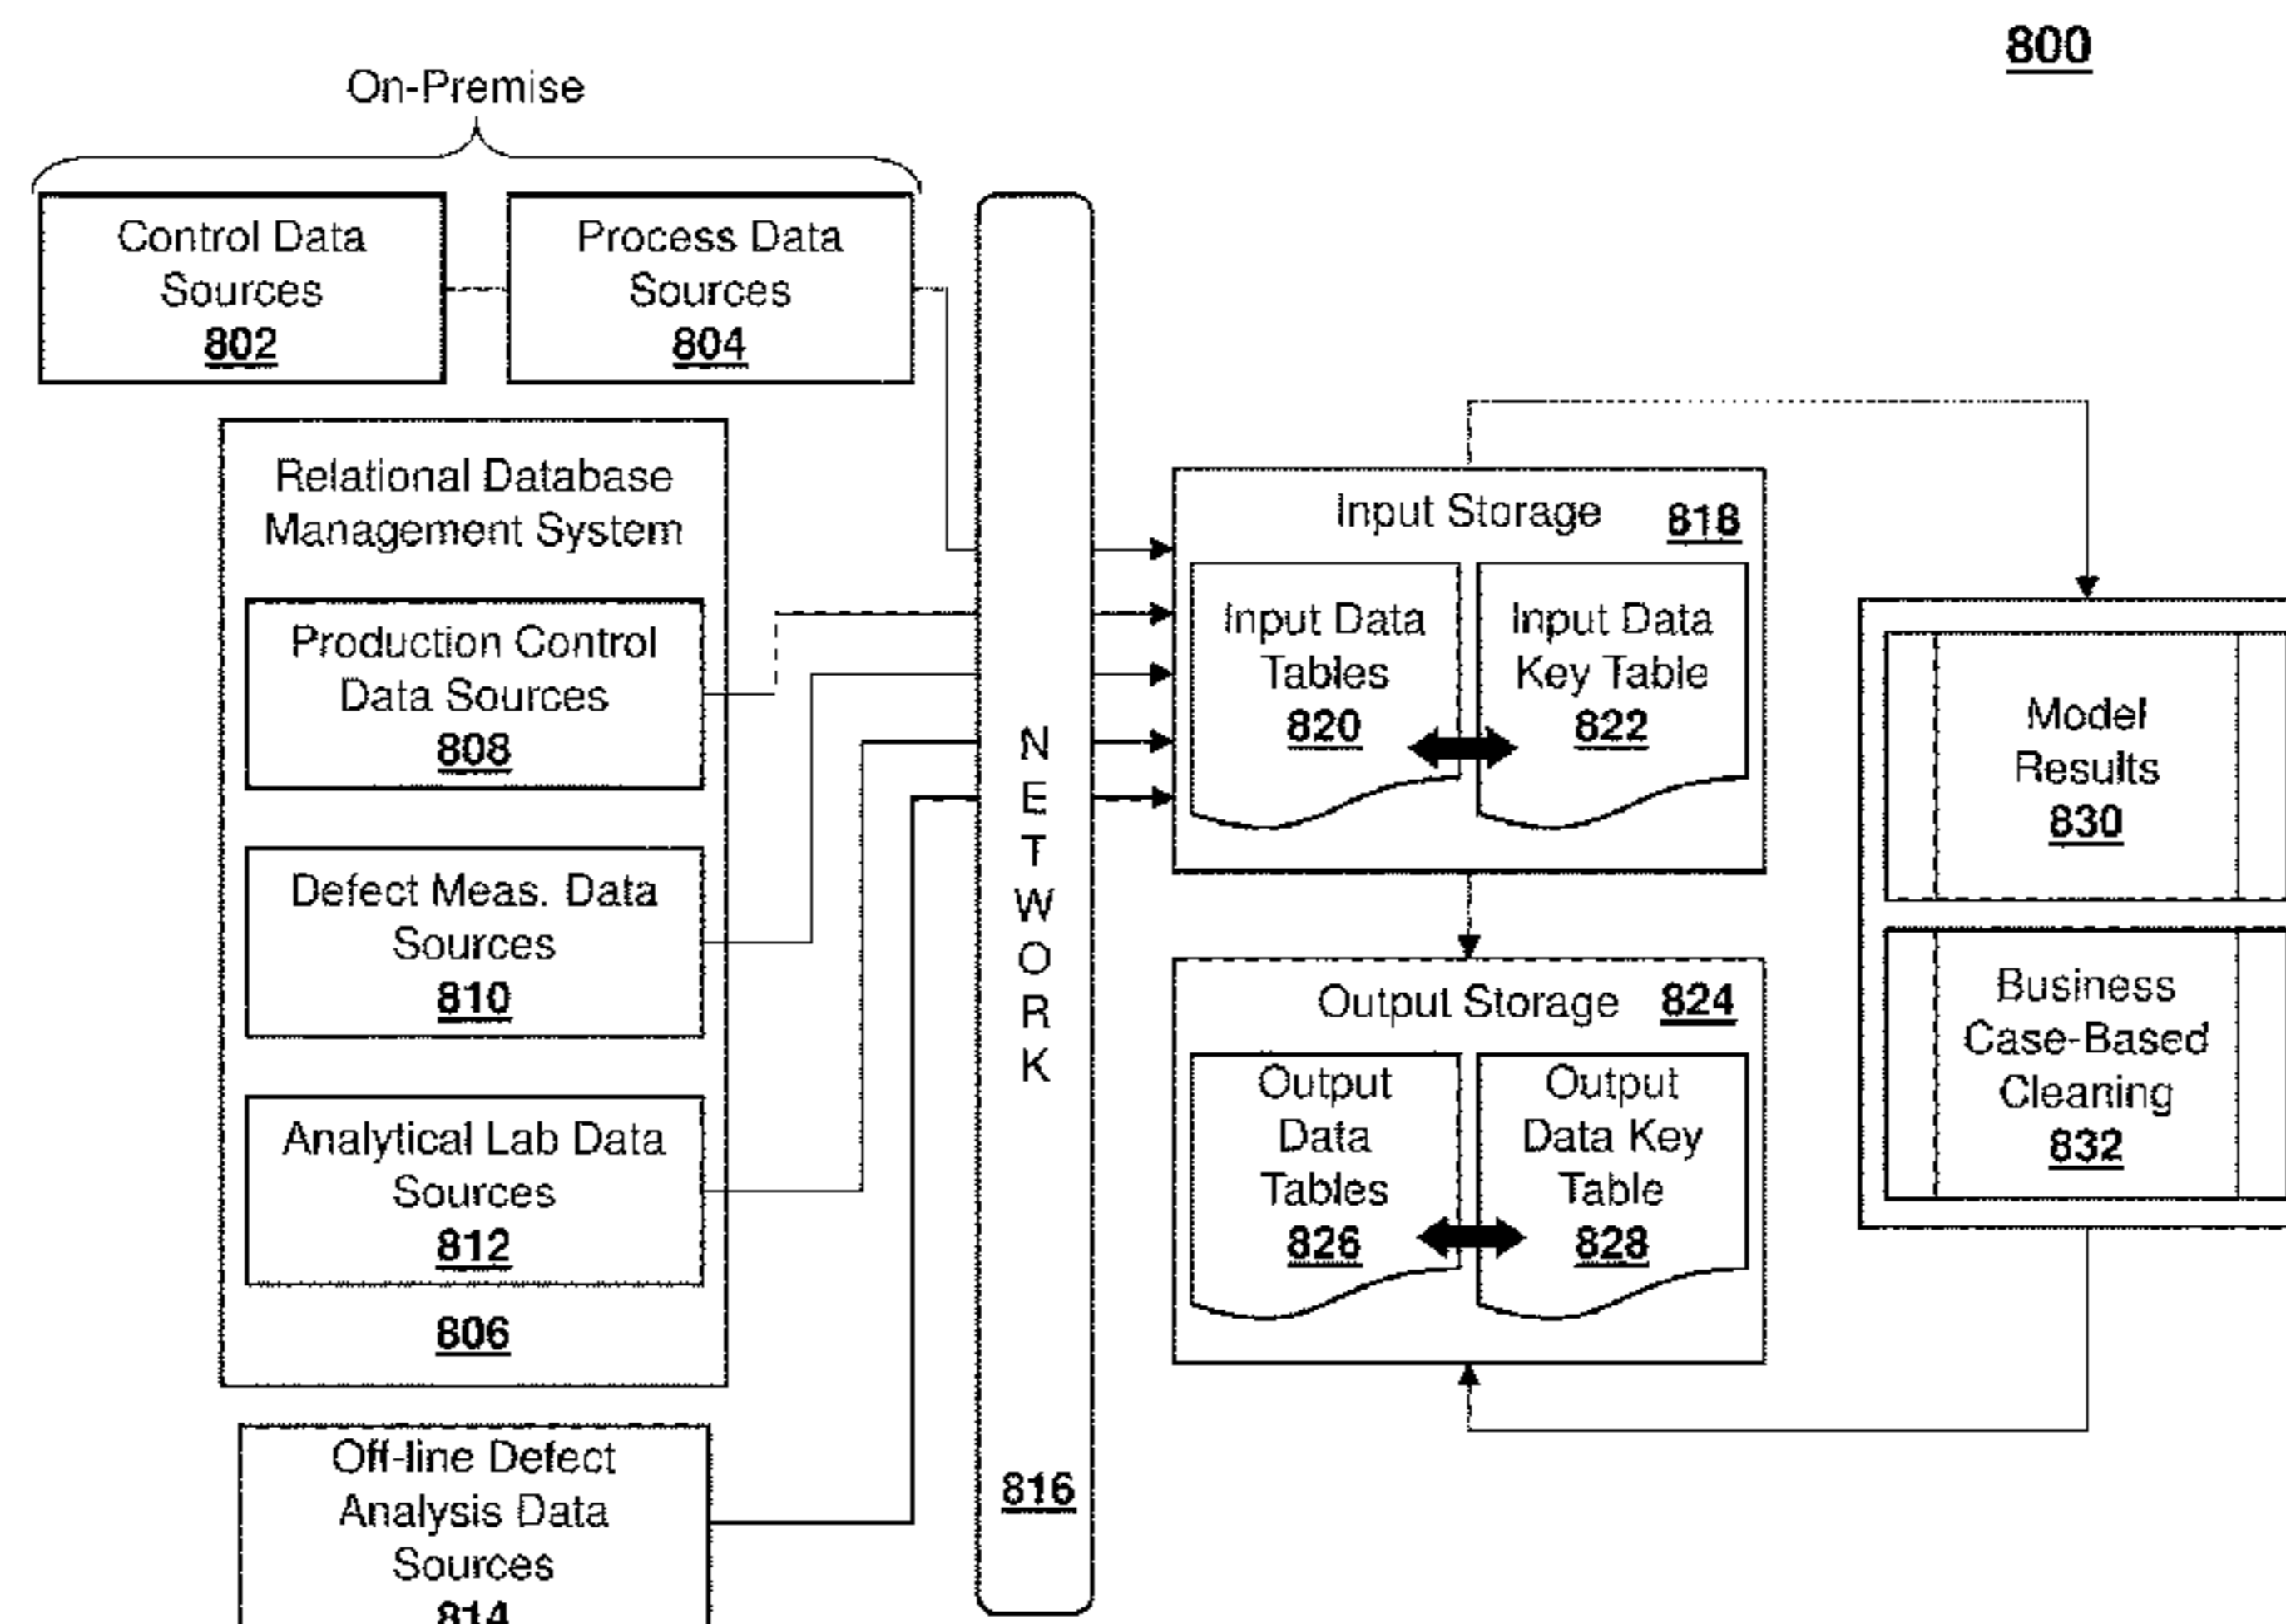 800
On-Premise
Control Data
Sources
802
Process Data
Sources
804
Relational Database
Management System
Production Control
Data Sources
808
Defect Meas. Data
Sources
810
Analytical Lab Data
Sources
812
806
Off-line Defect
Analysis Data
Sources
814
N
E
T
W
O
R
K
816
Input Storage 818
Input Data
Tables
820
Input Data
Key Table
822
Output Storage 824
Output
Data
Tables
826
Output
Data Key
Table
828
Model
Results
830
Business
Case-Based
Cleaning
832